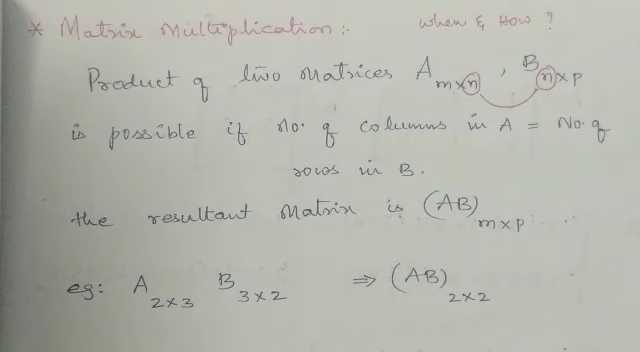 * Matrix Multiplication :- When & How ?
Product of two Matrices A m×n , B n×p
is possible if No. of columns in A = No. of
rows in B.
the resultant Matrix is (AB) m×p
eg: A 2×3 B 3×2 ⇒ (AB) 2×2